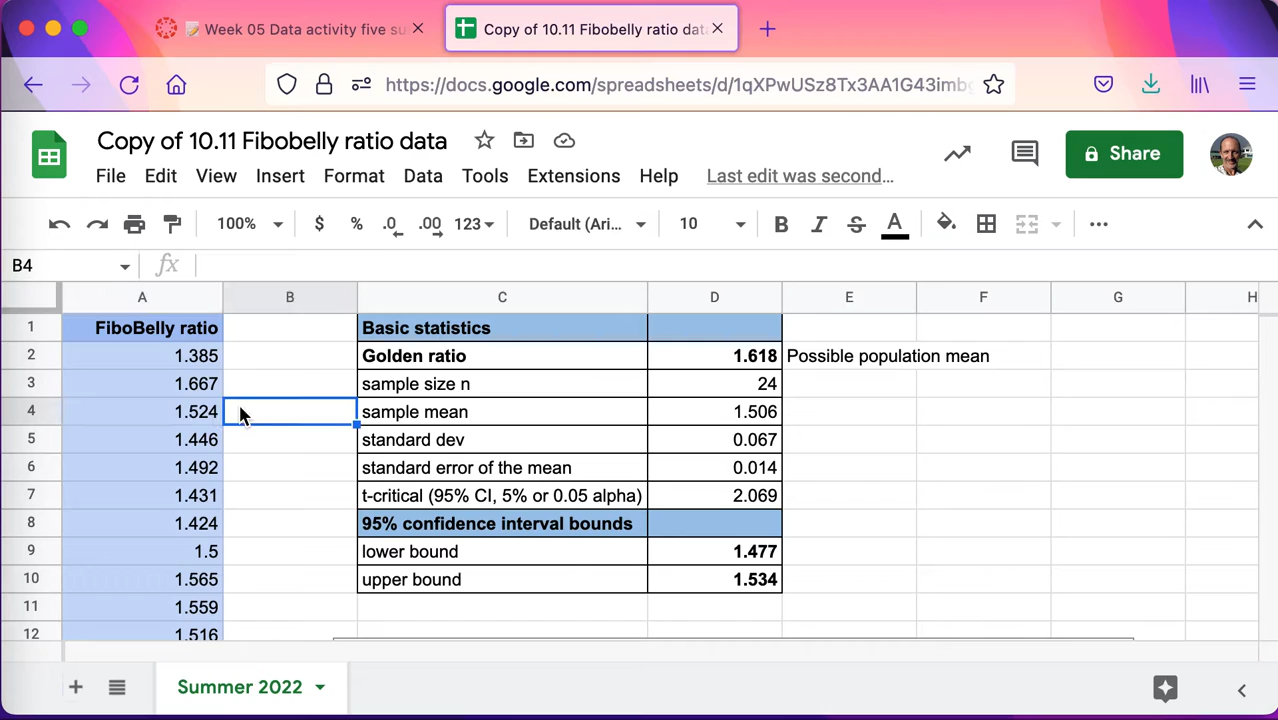 Week 05 Data activity five su
Copy of 10.11 Fibobelly ratio dat
https://docs.google.com/spreadsheets/d/1qXPwUSz8Tx3AA1G43imb
Copy of 10.11 Fibobelly ratio data
File Edit View Insert Format Data Tools Extensions Help Last edit was second...
Share
100% $ % .0 .00 123 Default (Ari... 10 B I S A
B4 fx
A B C D E F G H
1 FiboBelly ratio Basic statistics
2 1.385 Golden ratio 1.618 Possible population mean
3 1.667 sample size n 24
4 1.524 sample mean 1.506
5 1.446 standard dev 0.067
6 1.492 standard error of the mean 0.014
7 1.431 t-critical (95% CI, 5% or 0.05 alpha) 2.069
8 1.424 95% confidence interval bounds
9 1.5 lower bound 1.477
10 1.565 upper bound 1.534
11 1.559
12 1.516
Summer 2022